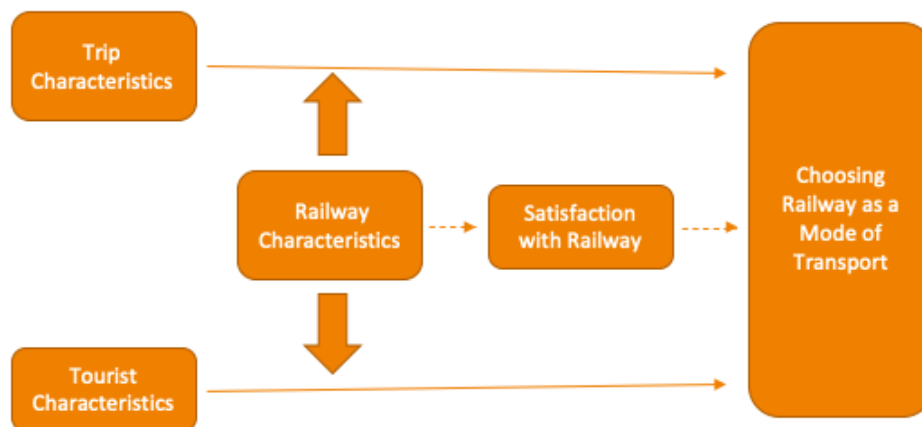 Trip
Characteristics
Railway
Characteristics
Satisfaction
with Railway
Choosing
Railway as a
Mode of
Transport
Tourist
Characteristics